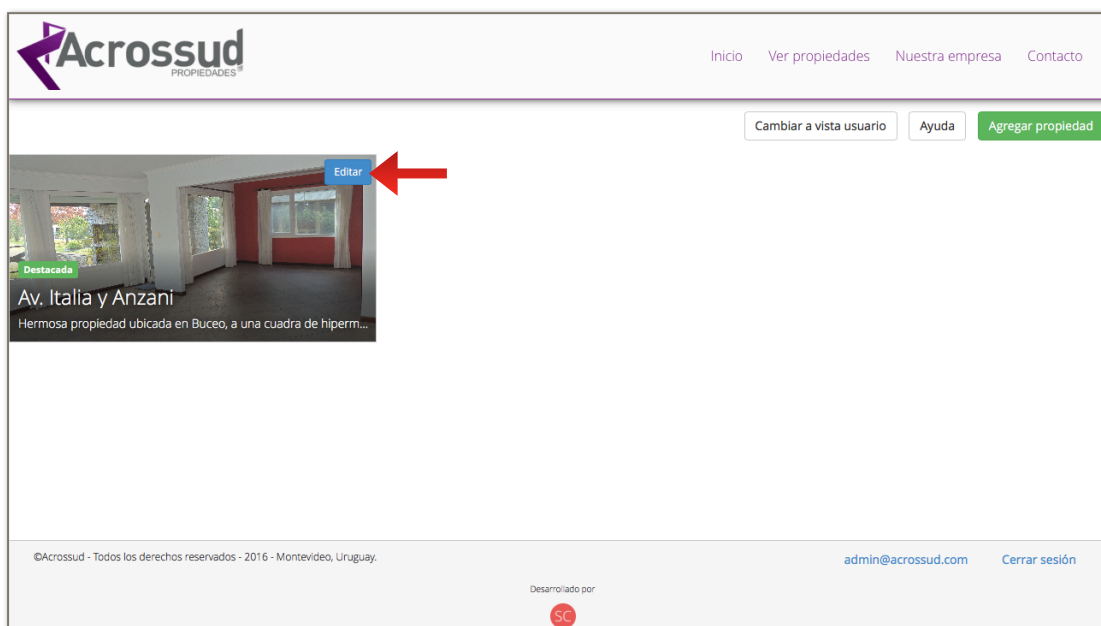 Acrossud
PROPIEDADES
Inicio Ver propiedades Nuestra empresa Contacto
Cambiar a vista usuario Ayuda Agregar propiedad
Editar
Destacada
Av. Italia y Anzani
Hermosa propiedad ubicada en Buceo, a una cuadra de hiperm...
©Acrossud - Todos los derechos reservados - 2016 - Montevideo, Uruguay.
admin@acrossud.com Cerrar sesión
Desarrollado por
SC